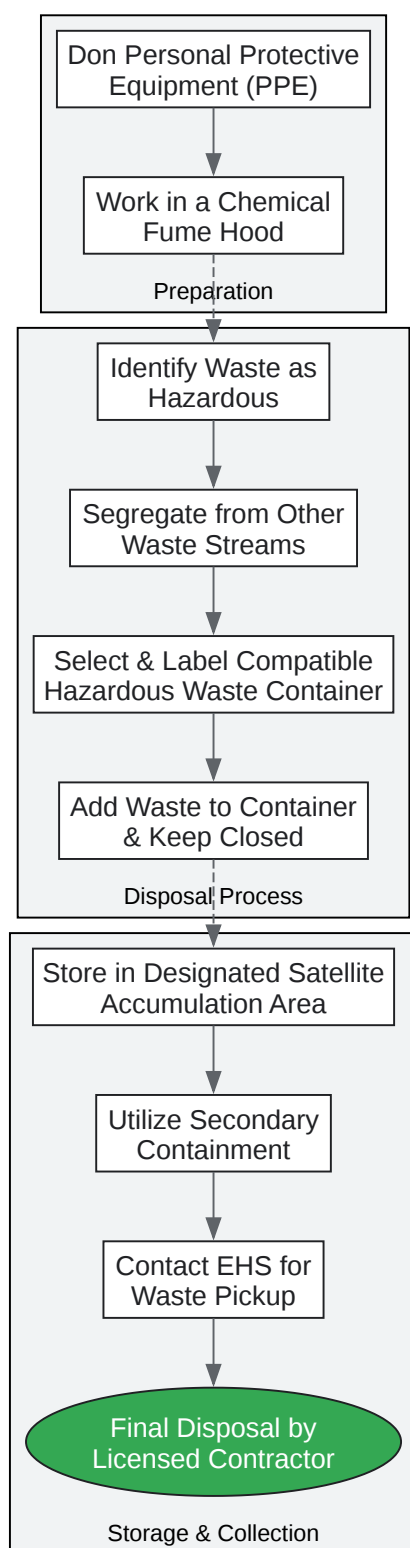 Don Personal Protective
Equipment (PPE)
Work in a Chemical
Fume Hood
Preparation
Identify Waste as
Hazardous
Segregate from Other
Waste Streams
Select & Label Compatible
Hazardous Waste Container
Add Waste to Container
& Keep Closed
Disposal Process
Store in Designated Satellite
Accumulation Area
Utilize Secondary
Containment
Contact EHS for
Waste Pickup
Final Disposal by
Licensed Contractor
Storage & Collection